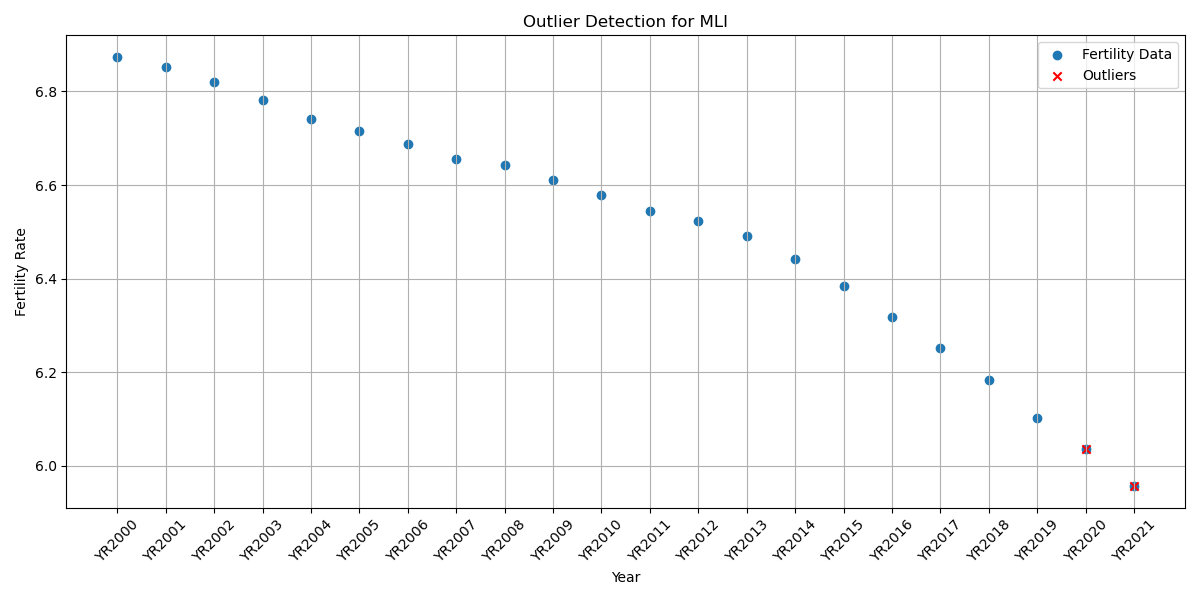 Outlier Detection for MLI
Fertility Data
Outliers
Fertility Rate
6.8
6.6
6.4
6.2
6.0
YR2000
YR2001
YR2002
YR2003
YR2004
YR2005
YR2006
YR2007
YR2008
YR2009
YR2010
YR2011
YR2012
YR2013
YR2014
YR2015
YR2016
YR2017
YR2018
YR2019
YR2020
YR2021
Year